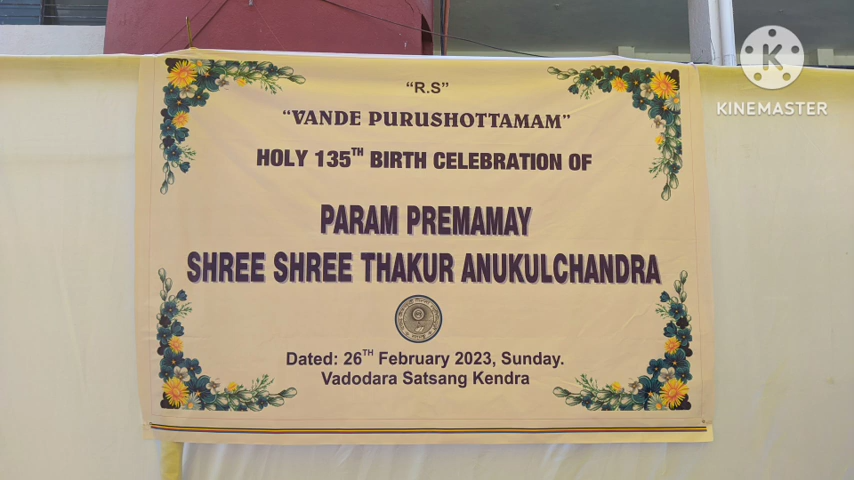 "R.S"
"VANDE PURUSHOTTAMAM"
HOLY 135TH BIRTH CELEBRATION OF
PARAM PREMAMAY
SHREE SHREE THAKUR ANUKULCHANDRA
Dated: 26TH February 2023, Sunday.
Vadodara Satsang Kendra
K
KINEMASTER